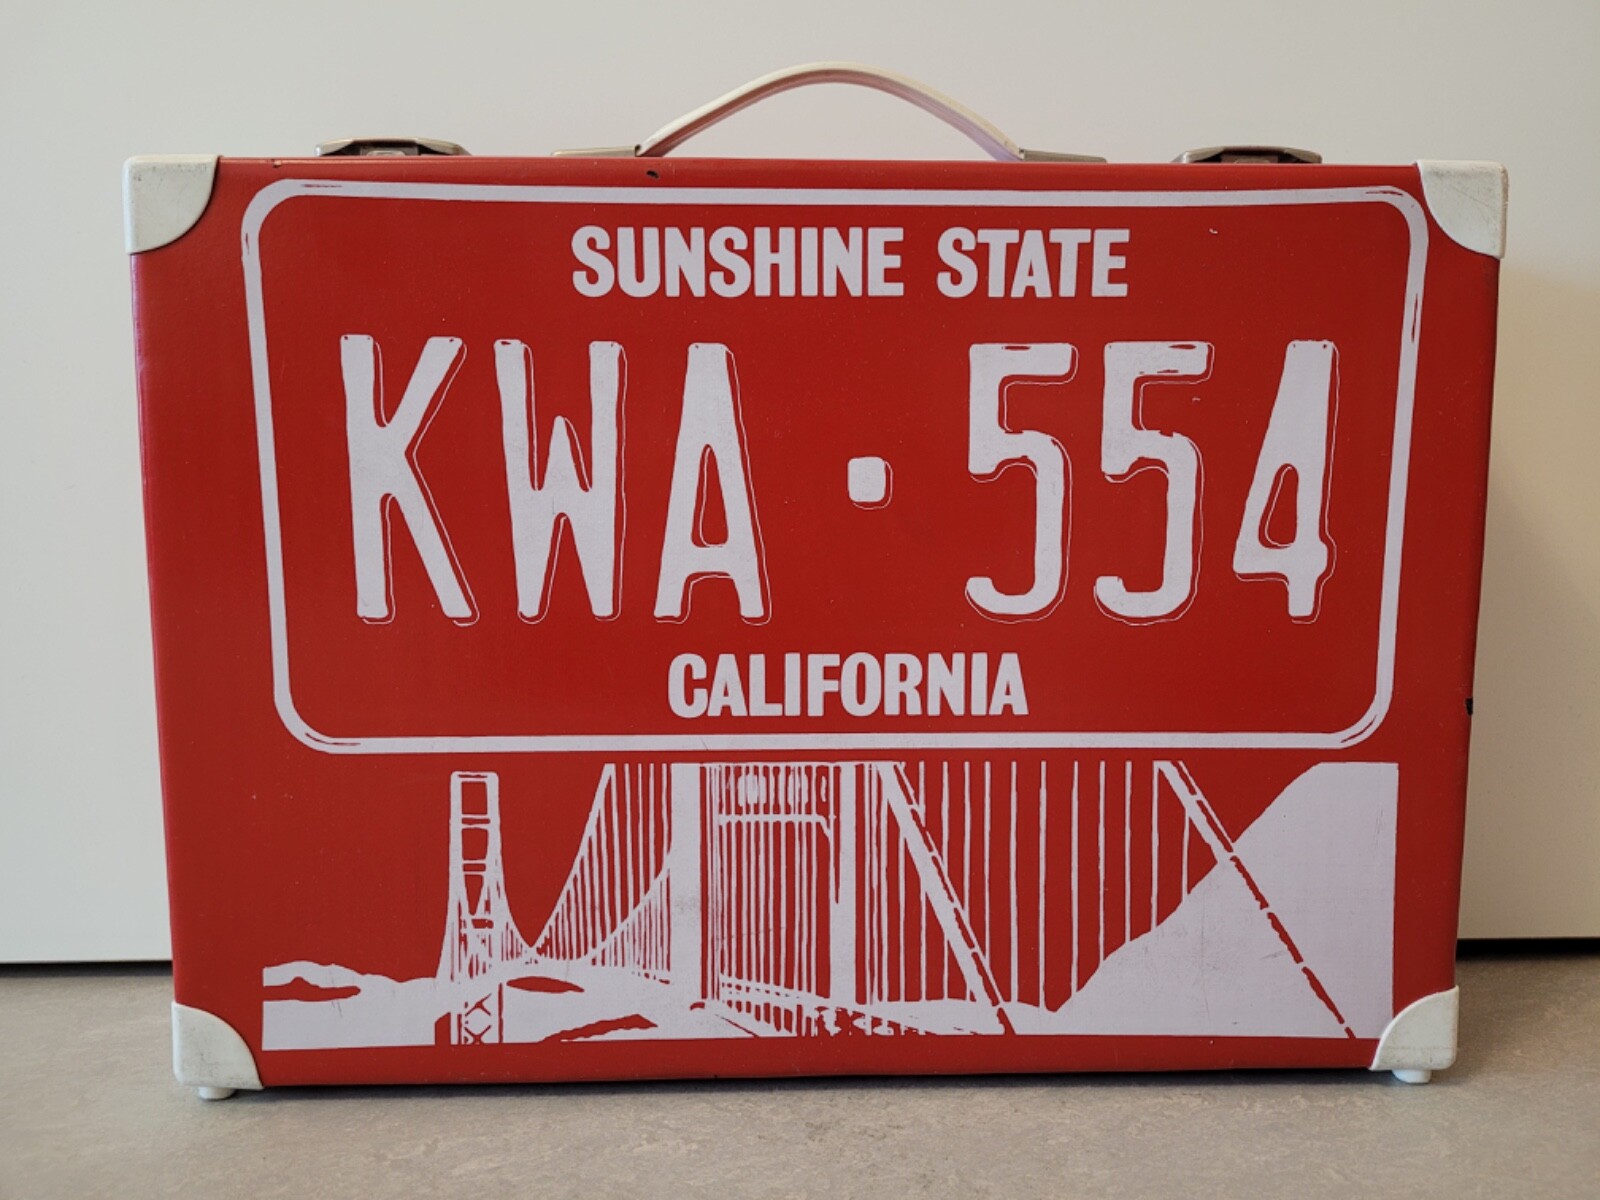 SUNSHINE STATE
KWA · 554
CALIFORNIA